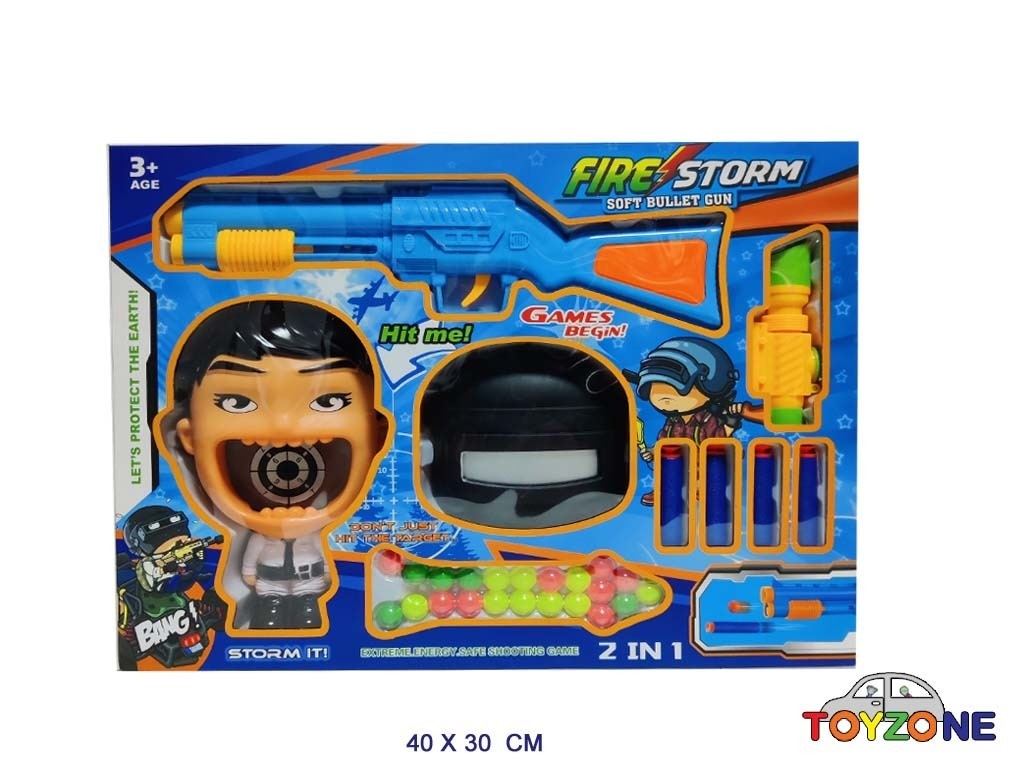 3+
AGE
FIRE STORM
SOFT BULLET GUN
LET'S PROTECT THE EARTH!
Hit me!
GAMES
BEGIN!
10
DON'T JUST
HIT THE TARGET
BANG!
STORM IT!
EXTREME.ENERGY.SAFE SHOOTING GAME
2 IN 1
TOYZONE
40 X 30 CM